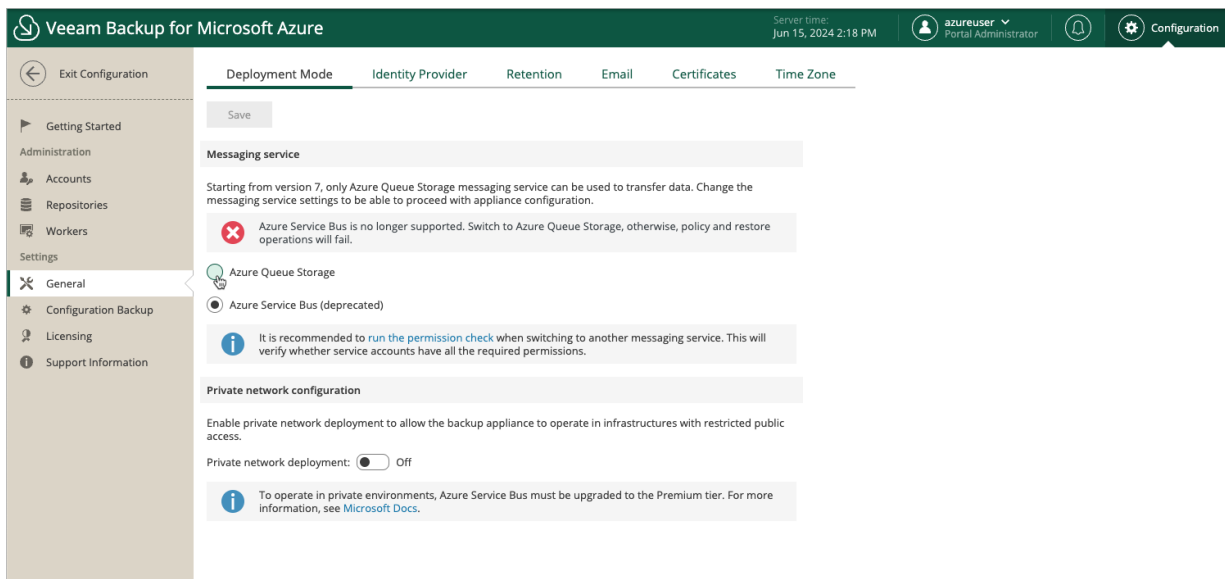 Veeam Backup for Microsoft Azure
Server time:
Jun 15, 2024 2:18 PM
azureuser
Portal Administrator
Configuration
Exit Configuration
Getting Started
Administration
Accounts
Repositories
Workers
Settings
General
Configuration Backup
Licensing
Support Information
Deployment Mode
Identity Provider
Retention
Email
Certificates
Time Zone
Save
Messaging service
Starting from version 7, only Azure Queue Storage messaging service can be used to transfer data. Change the
messaging service settings to be able to proceed with appliance configuration.
Azure Service Bus is no longer supported. Switch to Azure Queue Storage, otherwise, policy and restore
operations will fail.
Azure Queue Storage
Azure Service Bus (deprecated)
It is recommended to run the permission check when switching to another messaging service. This will
verify whether service accounts have all the required permissions.
Private network configuration
Enable private network deployment to allow the backup appliance to operate in infrastructures with restricted public
access.
Private network deployment: Off
To operate in private environments, Azure Service Bus must be upgraded to the Premium tier. For more
information, see Microsoft Docs.